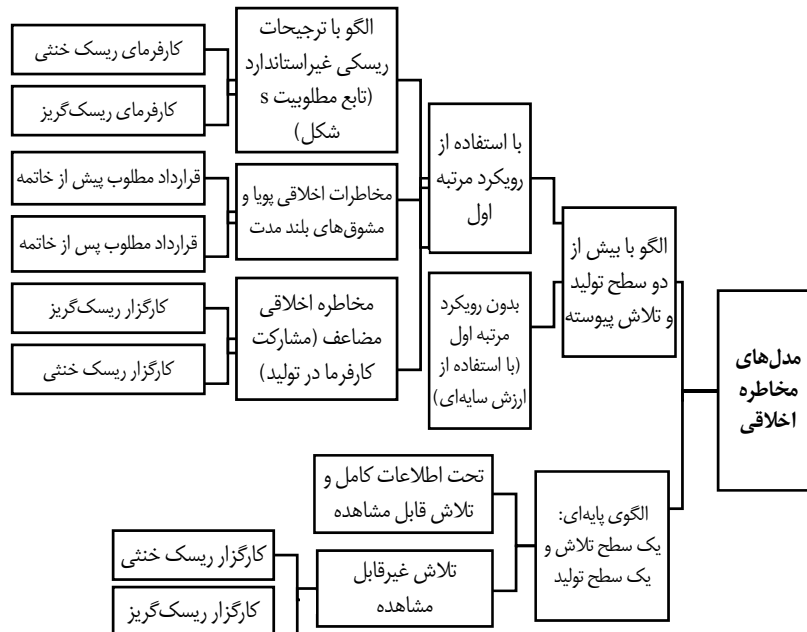 مدل‌های
مخاطره
اخلاقی
الگو با بیش از
دو سطح تولید
و تلاش پیوسته
با استفاده از
رویکرد مرتبه
اول
الگو با ترجیحات
ریسکی غیراستاندارد
(تابع مطلوبیت s
شکل)
کارفرمای ریسک خنثی
کارفرمای ریسک‌گریز
مخاطرات اخلاقی پویا و
مشوق‌های بلند مدت
قرارداد مطلوب پیش از خاتمه
قرارداد مطلوب پس از خاتمه
مخاطره اخلاقی
مضاعف (مشارکت
کارفرما در تولید)
کارگزار ریسک‌گریز
کارگزار ریسک خنثی
بدون رویکرد
مرتبه اول
(با استفاده از
ارزش سایه‌ای)
الگوی پایه‌ای:
یک سطح تلاش و
یک سطح تولید
تحت اطلاعات کامل و
تلاش قابل مشاهده
تلاش غیرقابل
مشاهده
کارگزار ریسک خنثی
کارگزار ریسک‌گریز